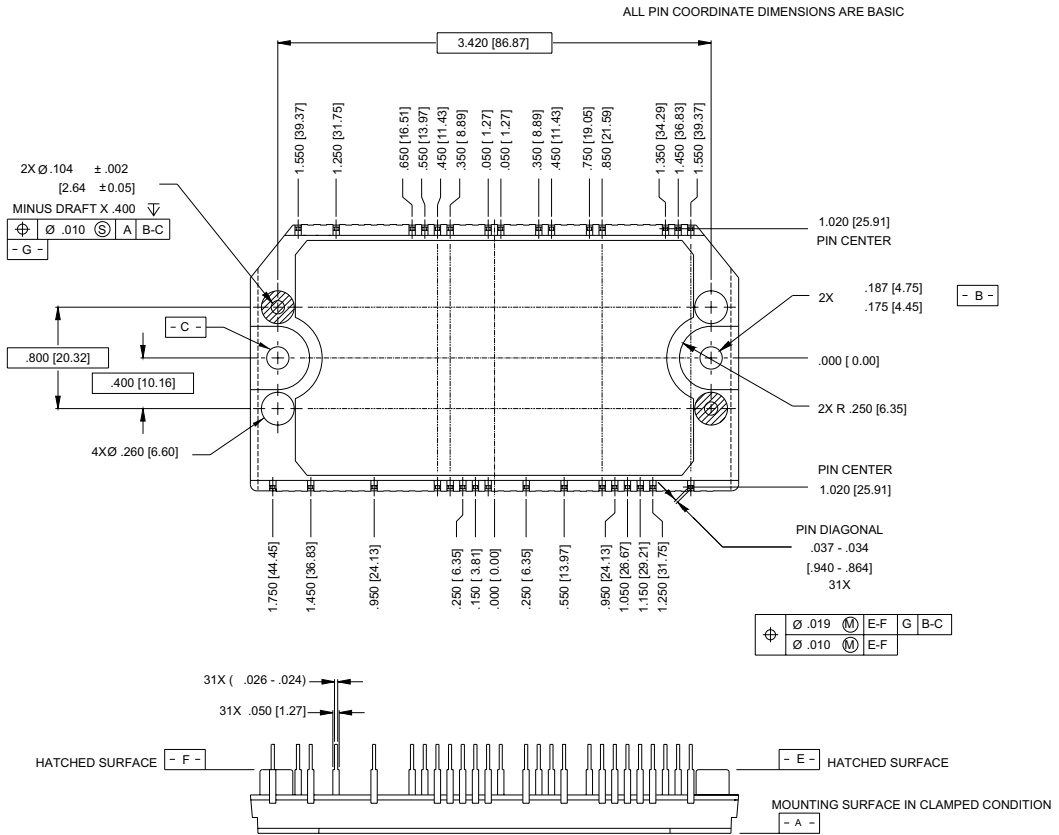 ALL PIN COORDINATE DIMENSIONS ARE BASIC
3.420 [86.87]
1.550 [39.37]
1.250 [31.75]
.650 [16.51]
.550 [13.97]
.450 [11.43]
.350 [ 8.89]
.050 [ 1.27]
.050 [ 1.27]
.350 [ 8.89]
.450 [11.43]
.750 [19.05]
.850 [21.59]
1.350 [34.29]
1.450 [36.83]
1.550 [39.37]
2X Ø .104 ± .002
[2.64 ±0.05]
MINUS DRAFT X .400 ↧
⌖ Ø .010 Ⓢ A B-C
- G -
1.020 [25.91]
PIN CENTER
2X .187 [4.75]
.175 [4.45]
- B -
- C -
.800 [20.32]
.400 [10.16]
.000 [ 0.00]
2X R .250 [6.35]
4XØ .260 [6.60]
PIN CENTER
1.020 [25.91]
1.750 [44.45]
1.450 [36.83]
.950 [24.13]
.250 [ 6.35]
.150 [ 3.81]
.000 [ 0.00]
.250 [ 6.35]
.550 [13.97]
.950 [24.13]
1.050 [26.67]
1.150 [29.21]
1.250 [31.75]
PIN DIAGONAL
.037 - .034
[.940 - .864]
31X
⌖ Ø .019 Ⓜ E-F G B-C
Ø .010 Ⓜ E-F
31X ( .026 - .024)
31X .050 [1.27]
HATCHED SURFACE - F -
- E - HATCHED SURFACE
MOUNTING SURFACE IN CLAMPED CONDITION
- A -